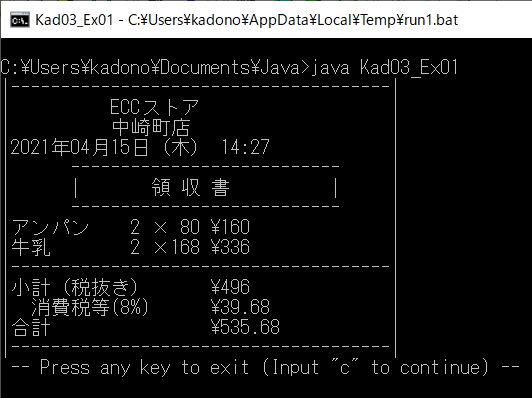 Kad03_Ex01 - C:¥Users¥kadono¥AppData¥Local¥Temp¥run1.bat
C:¥Users¥kadono¥Documents¥Java>java Kad03_Ex01
|--------------------------------------|
ECCストア
中崎町店
2021年04月15日（木） 14:27
---------------------------
| 領 収 書 |
---------------------------
アンパン 2 × 80 ¥160
牛乳 2 ×168 ¥336
|--------------------------------------|
小計（税抜き） ¥496
消費税等(8%) ¥39.68
合計 ¥535.68
|--------------------------------------|
-- Press any key to exit (Input "c" to continue) --